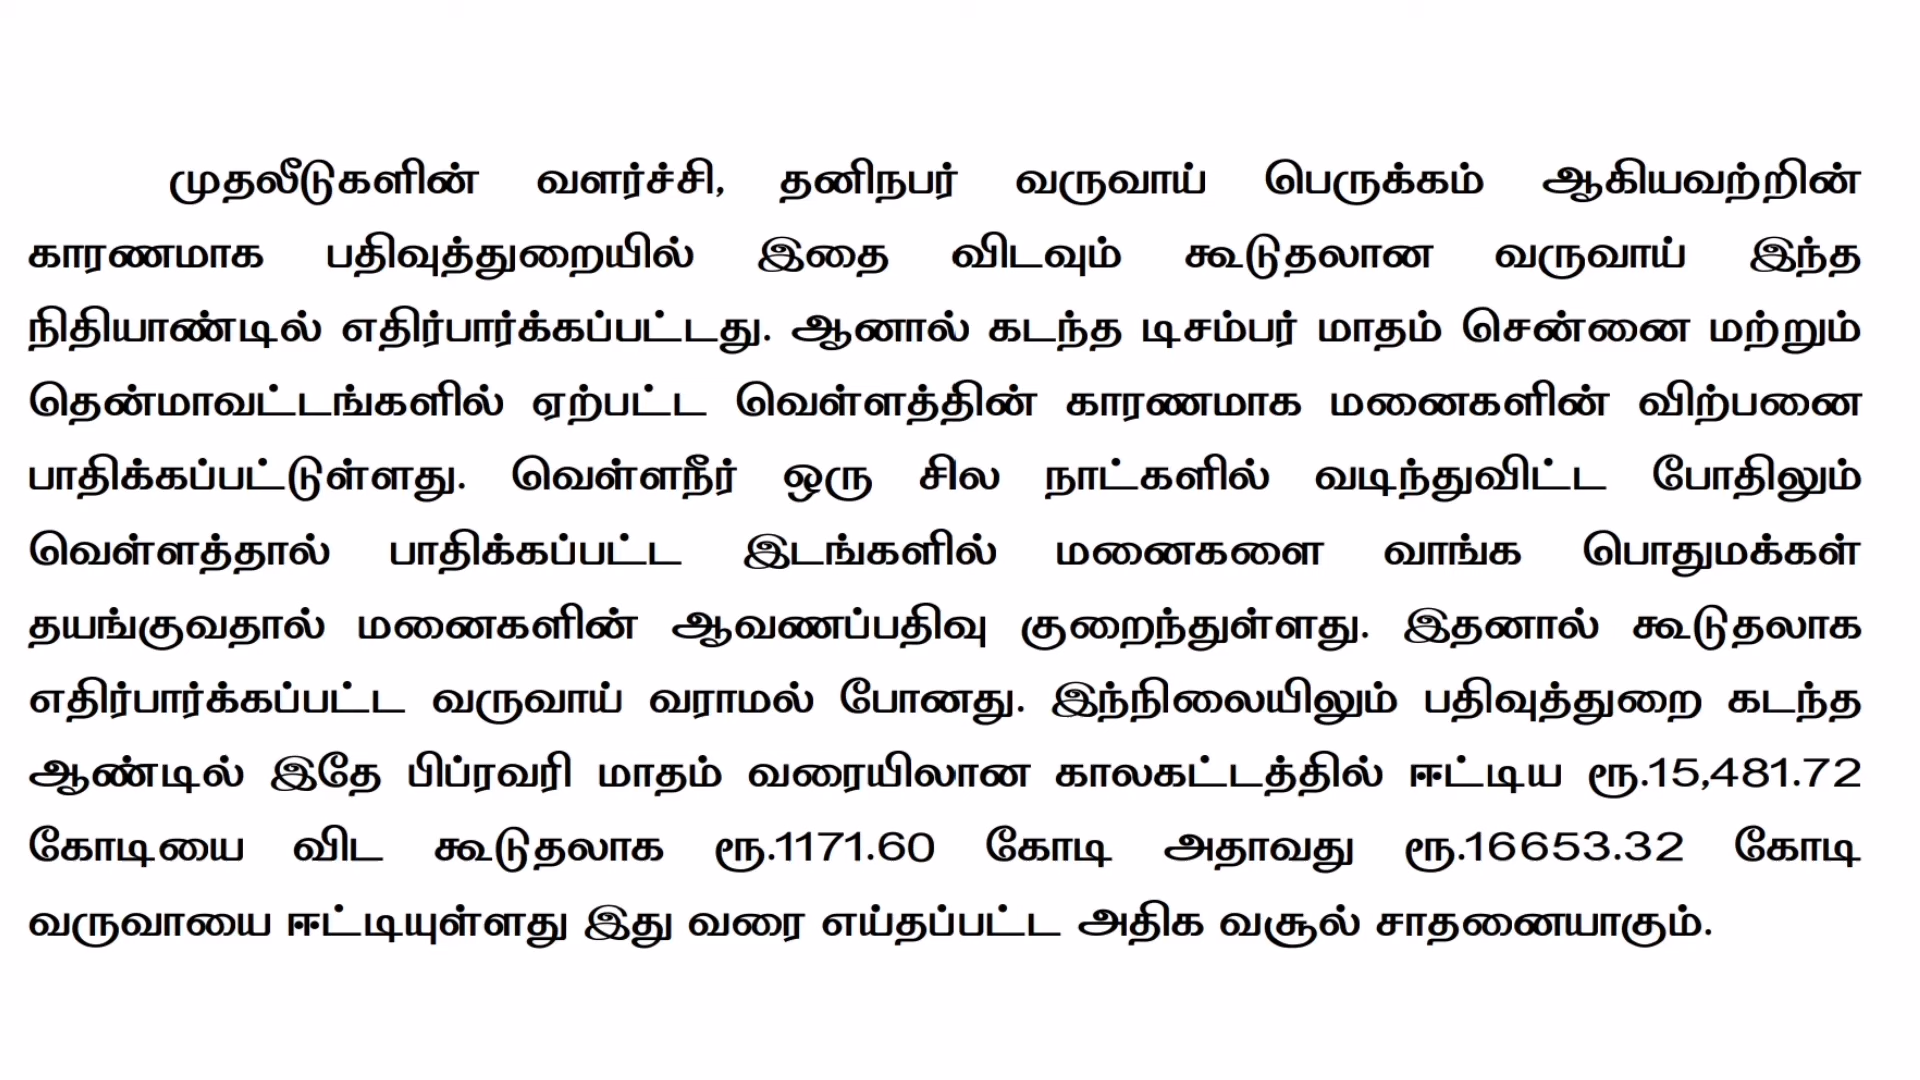 முதலீடுகளின் வளர்ச்சி, தனிநபர் வருவாய் பெருக்கம் ஆகியவற்றின்
காரணமாக பதிவுத்துறையில் இதை விடவும் கூடுதலான வருவாய் இந்த
நிதியாண்டில் எதிர்பார்க்கப்பட்டது. ஆனால் கடந்த டிசம்பர் மாதம் சென்னை மற்றும்
தென்மாவட்டங்களில் ஏற்பட்ட வெள்ளத்தின் காரணமாக மனைகளின் விற்பனை
பாதிக்கப்பட்டுள்ளது. வெள்ளநீர் ஒரு சில நாட்களில் வடிந்துவிட்ட போதிலும்
வெள்ளத்தால் பாதிக்கப்பட்ட இடங்களில் மனைகளை வாங்க பொதுமக்கள்
தயங்குவதால் மனைகளின் ஆவணப்பதிவு குறைந்துள்ளது. இதனால் கூடுதலாக
எதிர்பார்க்கப்பட்ட வருவாய் வராமல் போனது. இந்நிலையிலும் பதிவுத்துறை கடந்த
ஆண்டில் இதே பிப்ரவரி மாதம் வரையிலான காலகட்டத்தில் ஈட்டிய ரூ.15,481.72
கோடியை விட கூடுதலாக ரூ.1171.60 கோடி அதாவது ரூ.16653.32 கோடி
வருவாயை ஈட்டியுள்ளது இது வரை எய்தப்பட்ட அதிக வசூல் சாதனையாகும்.